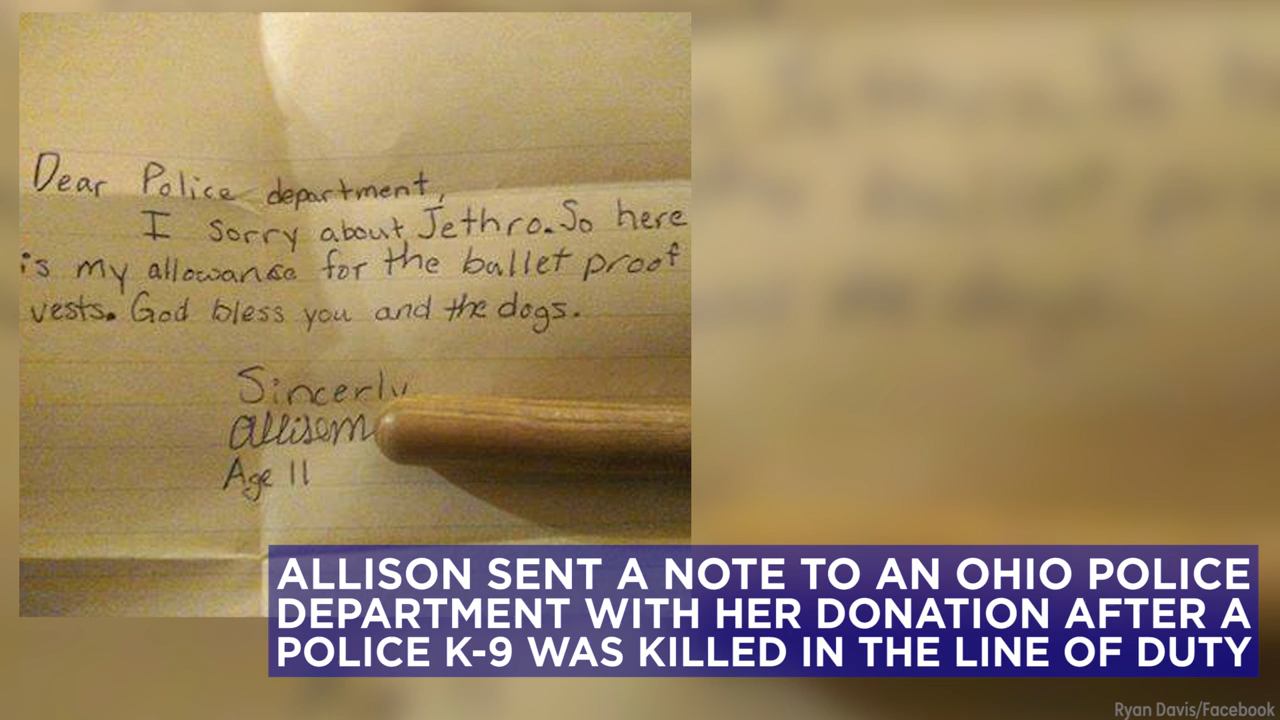 Dear Police department,
I sorry about Jethro. So here
is my allowance for the ballet proof
vests. God bless you and the dogs.
Sincerly
Allison
Age 11
ALLISON SENT A NOTE TO AN OHIO POLICE
DEPARTMENT WITH HER DONATION AFTER A
POLICE K-9 WAS KILLED IN THE LINE OF DUTY
Ryan Davis/Facebook